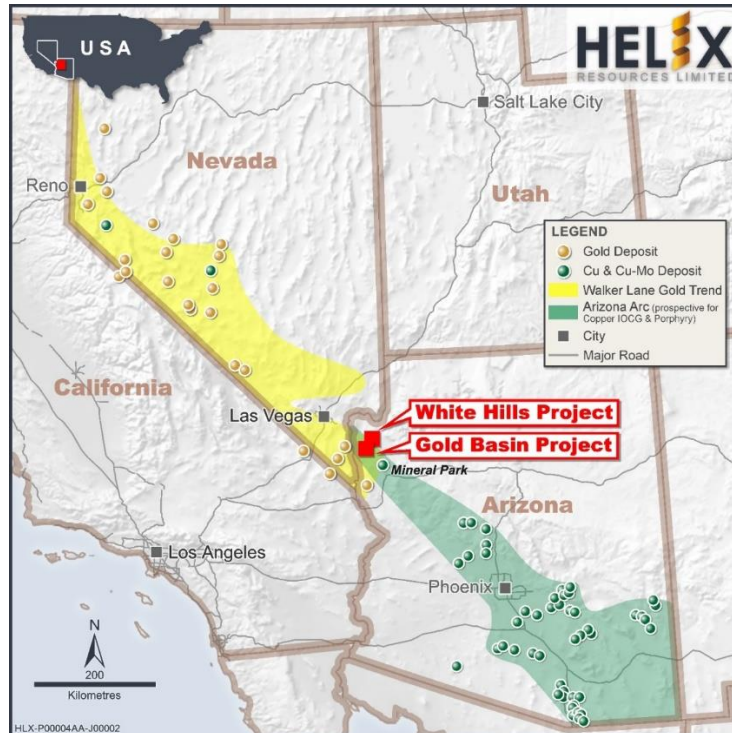 USA
HELIX
RESOURCES LIMITED
Salt Lake City
Nevada
Reno
Utah
LEGEND
Gold Deposit
Cu & Cu-Mo Deposit
Walker Lane Gold Trend
Arizona Arc (prospective for
Copper IOCG & Porphyry)
City
Major Road
California
Las Vegas
White Hills Project
Gold Basin Project
Mineral Park
Arizona
Los Angeles
Phoenix
N
200
Kilometres
HLX-P00004AA-J00002